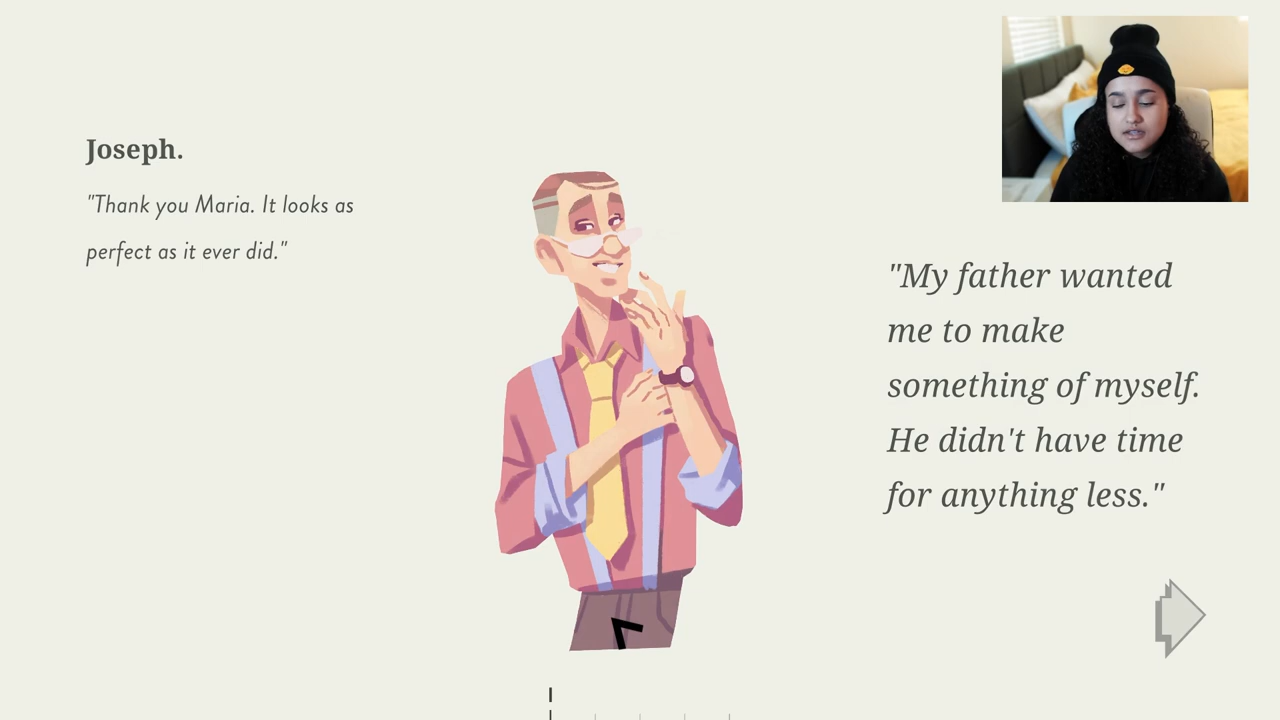 Joseph.
"Thank you Maria. It looks as
perfect as it ever did."
"My father wanted
me to make
something of myself.
He didn't have time
for anything less."